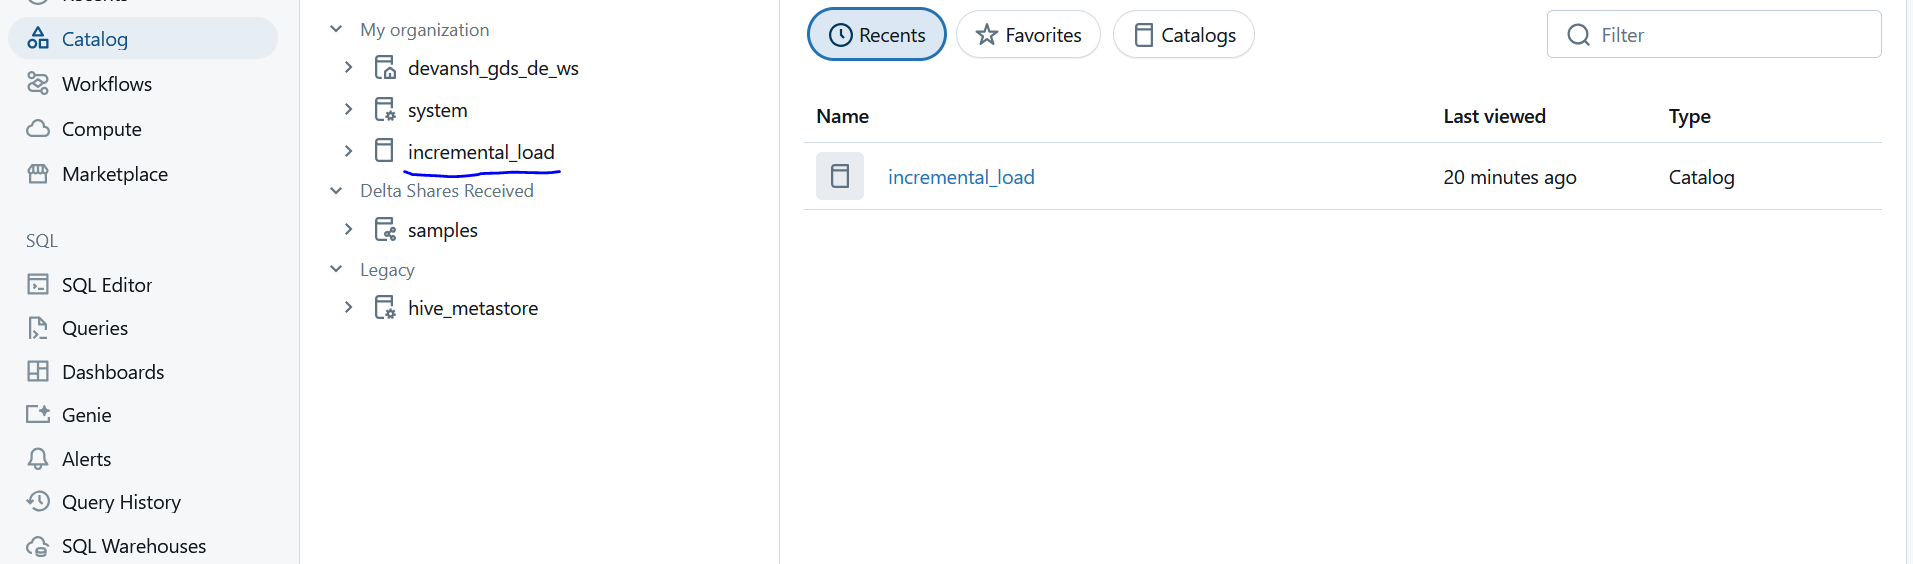 Recents
Catalog
Workflows
Compute
Marketplace
SQL
SQL Editor
Queries
Dashboards
Genie
Alerts
Query History
SQL Warehouses
My organization
devansh_gds_de_ws
system
incremental_load
Delta Shares Received
samples
Legacy
hive_metastore
Recents Favorites Catalogs Filter
Name Last viewed Type
incremental_load 20 minutes ago Catalog